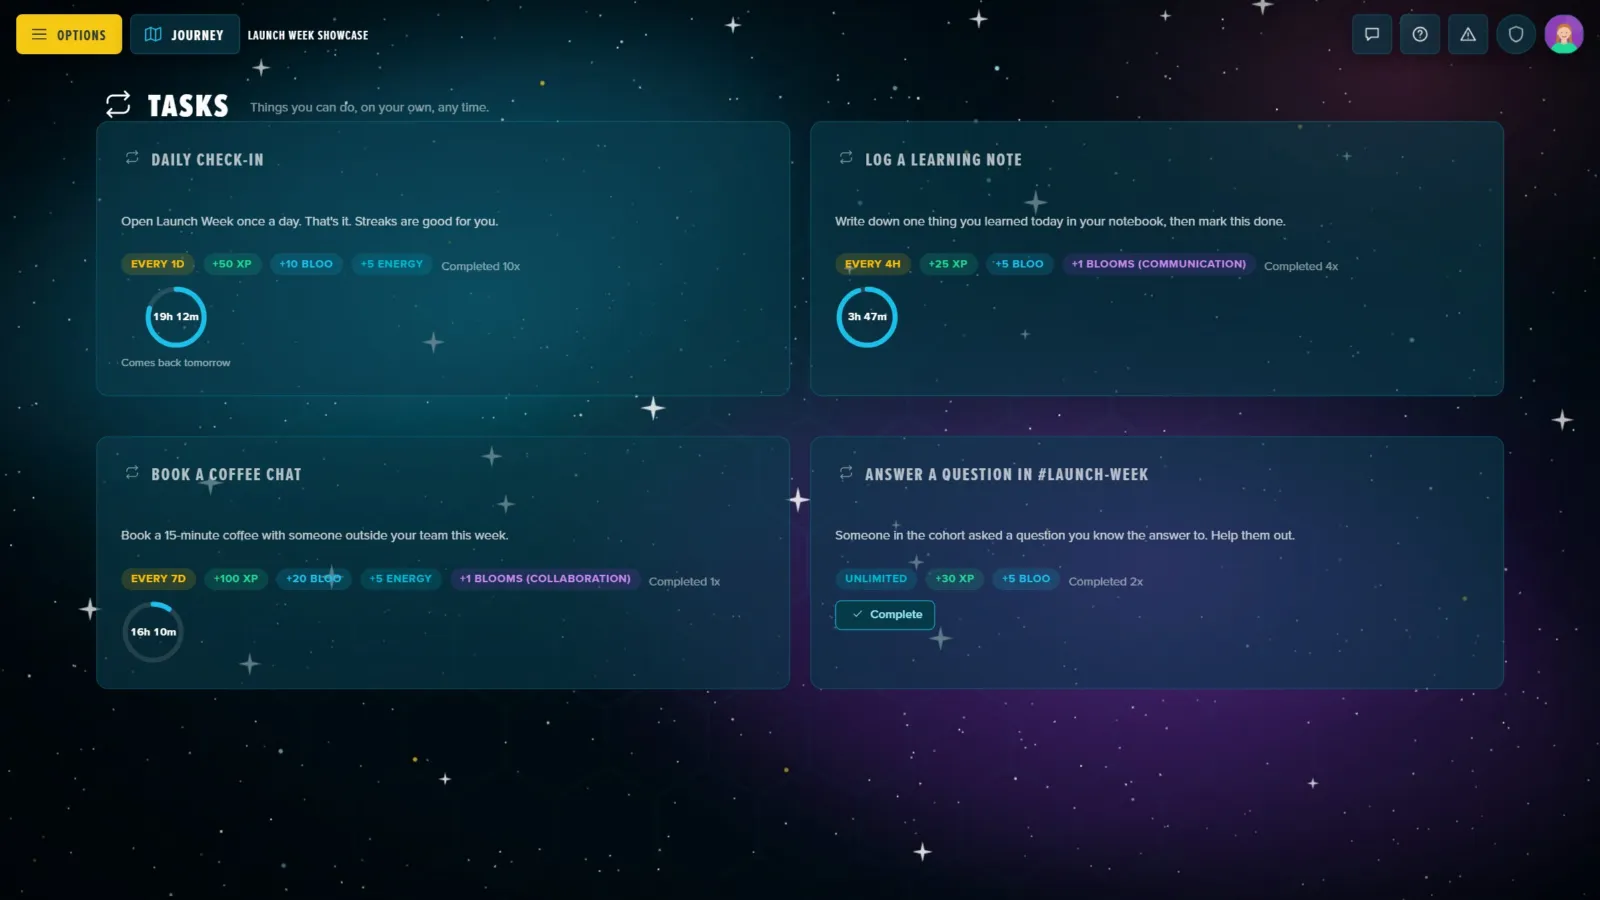 OPTIONS
JOURNEY
LAUNCH WEEK SHOWCASE
TASKS
Things you can do, on your own, any time.
DAILY CHECK-IN
Open Launch Week once a day. That's it. Streaks are good for you.
EVERY 1D +50 XP +10 BLOO +5 ENERGY Completed 10x
19h 12m
Comes back tomorrow
LOG A LEARNING NOTE
Write down one thing you learned today in your notebook, then mark this done.
EVERY 4H +25 XP +5 BLOO +1 BLOOMS (COMMUNICATION) Completed 4x
3h 47m
BOOK A COFFEE CHAT
Book a 15-minute coffee with someone outside your team this week.
EVERY 7D +100 XP +20 BLOO +5 ENERGY +1 BLOOMS (COLLABORATION) Completed 1x
16h 10m
ANSWER A QUESTION IN #LAUNCH-WEEK
Someone in the cohort asked a question you know the answer to. Help them out.
UNLIMITED +30 XP +5 BLOO Completed 2x
Complete